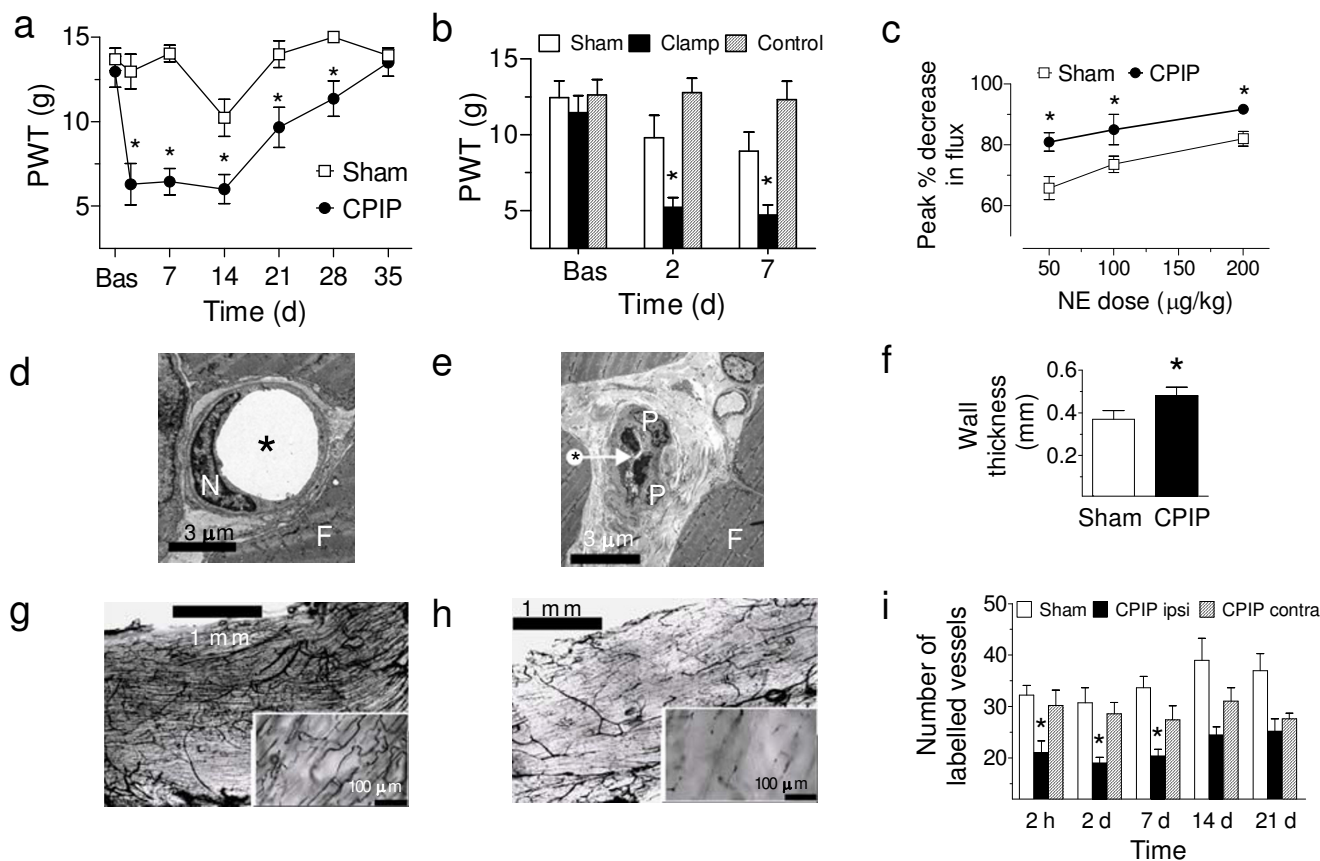 a
PWT (g)
15
10
5
*
*
*
*
*
Sham
CPIP
Bas 7 14 21 28 35
Time (d)
b
Sham Clamp Control
PWT (g)
15
10
5
*
*
Bas 2 7
Time (d)
c
Sham CPIP
Peak % decrease
in flux
100
80
60
*
*
*
50 100 150 200
NE dose (μg/kg)
d
*
N
3 μm
F
e
P
*
P
3 μm
F
f
Wall
thickness
(mm)
0.6
0.4
0.2
*
Sham CPIP
g
1 mm
100 μm
h
1 mm
100 μm
i
Sham CPIP ipsi CPIP contra
Number of
labelled vessels
50
40
30
20
*
*
*
2 h 2 d 7 d 14 d 21 d
Time